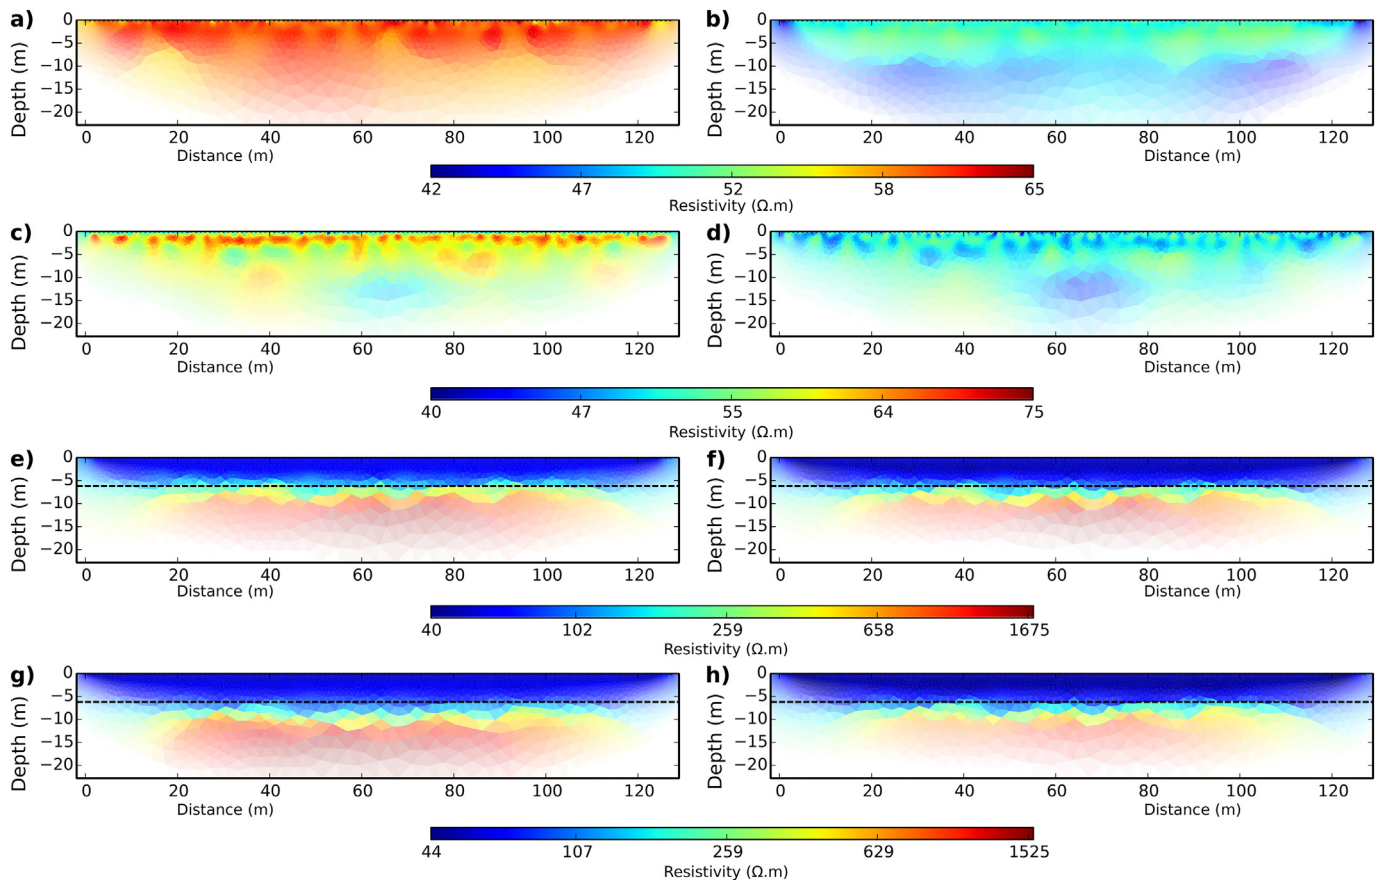 a) b)
0 0
−5 −5
−10 −10
−15 −15
−20 −20
Depth (m) Depth (m)
0 20 40 60 80 100 120 0 20 40 60 80 100 120
Distance (m) Distance (m)
42 47 52 58 65
Resistivity (Ω.m)
c) d)
0 0
−5 −5
−10 −10
−15 −15
−20 −20
Depth (m) Depth (m)
0 20 40 60 80 100 120 0 20 40 60 80 100 120
Distance (m) Distance (m)
40 47 55 64 75
Resistivity (Ω.m)
e) f)
0 0
−5 −5
−10 −10
−15 −15
−20 −20
Depth (m) Depth (m)
0 20 40 60 80 100 120 0 20 40 60 80 100 120
Distance (m) Distance (m)
40 102 259 658 1675
Resistivity (Ω.m)
g) h)
0 0
−5 −5
−10 −10
−15 −15
−20 −20
Depth (m) Depth (m)
0 20 40 60 80 100 120 0 20 40 60 80 100 120
Distance (m) Distance (m)
44 107 259 629 1525
Resistivity (Ω.m)